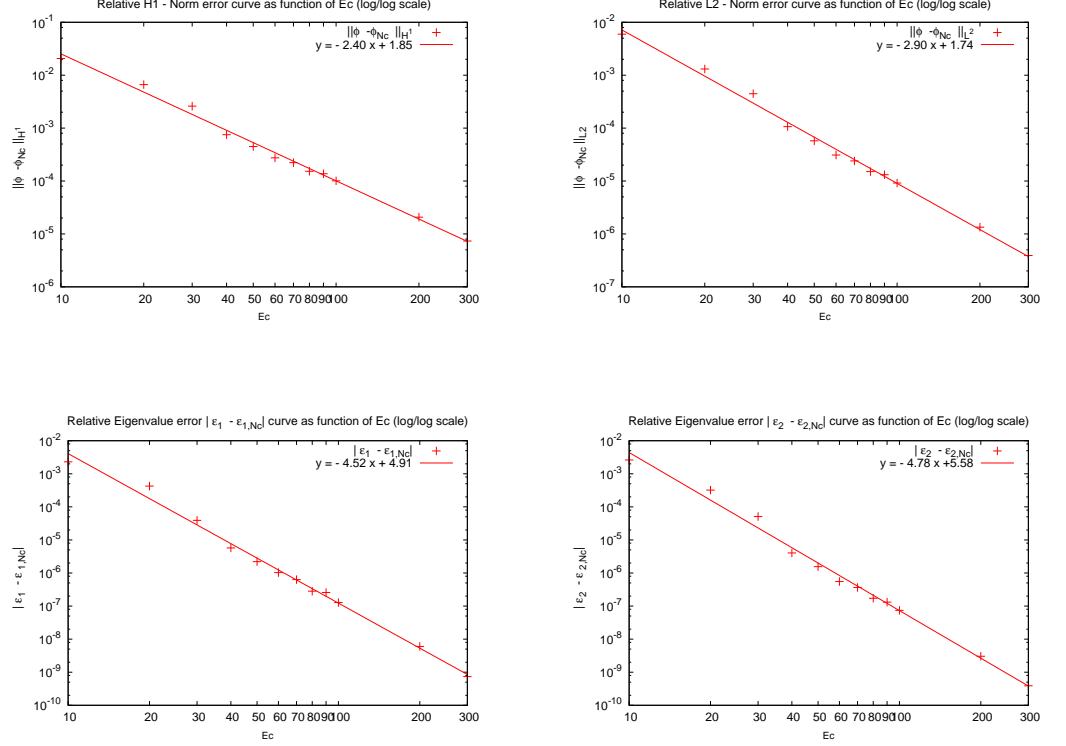 Relative H1 - Norm error curve as function of Ec (log/log scale)
||ϕ -ϕNc ||H1
y = - 2.40 x + 1.85
10-1
10-2
10-3
10-4
10-5
10-6
||ϕ -ϕNc ||H1
10 20 30 40 50 60 70 80 90 100 200 300
Ec
Relative L2 - Norm error curve as function of Ec (log/log scale)
||ϕ -ϕNc ||L2
y = - 2.90 x + 1.74
10-2
10-3
10-4
10-5
10-6
10-7
||ϕ -ϕNc ||L2
10 20 30 40 50 60 70 80 90 100 200 300
Ec
Relative Eigenvalue error | ε1 - ε1,Nc| curve as function of Ec (log/log scale)
| ε1 - ε1,Nc|
y = - 4.52 x + 4.91
10-2
10-3
10-4
10-5
10-6
10-7
10-8
10-9
10-10
| ε1 - ε1,Nc|
10 20 30 40 50 60 70 80 90 100 200 300
Ec
Relative Eigenvalue error | ε2 - ε2,Nc| curve as function of Ec (log/log scale)
| ε2 - ε2,Nc|
y = - 4.78 x +5.58
10-2
10-3
10-4
10-5
10-6
10-7
10-8
10-9
10-10
| ε2 - ε2,Nc|
10 20 30 40 50 60 70 80 90 100 200 300
Ec